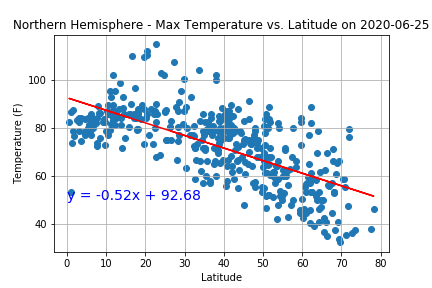 Northern Hemisphere - Max Temperature vs. Latitude on 2020-06-25
Temperature (F)
100
80
60
40
y = -0.52x + 92.68
0 10 20 30 40 50 60 70 80
Latitude